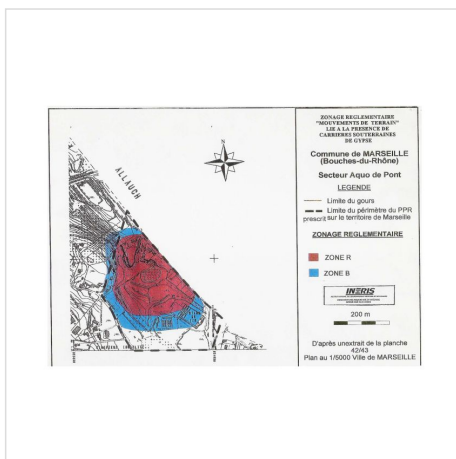 ZONAGE REGLEMENTAIRE
"MOUVEMENTS DE TERRAIN"
LIE A LA PRESENCE DE
CARRIERES SOUTERRAINES
DE GYPSE
Commune de MARSEILLE
(Bouches-du-Rhône)
Secteur Aquo de Pont
LEGENDE
Limite du gours
Limite du périmètre du PPR
prescrit sur le territoire de Marseille
ZONAGE REGLEMENTAIRE
ZONE R
ZONE B
INERIS
200 m
D'après unextrait de la planche
42/43
Plan au 1/5000 Ville de MARSEILLE
N
ALLAUCH